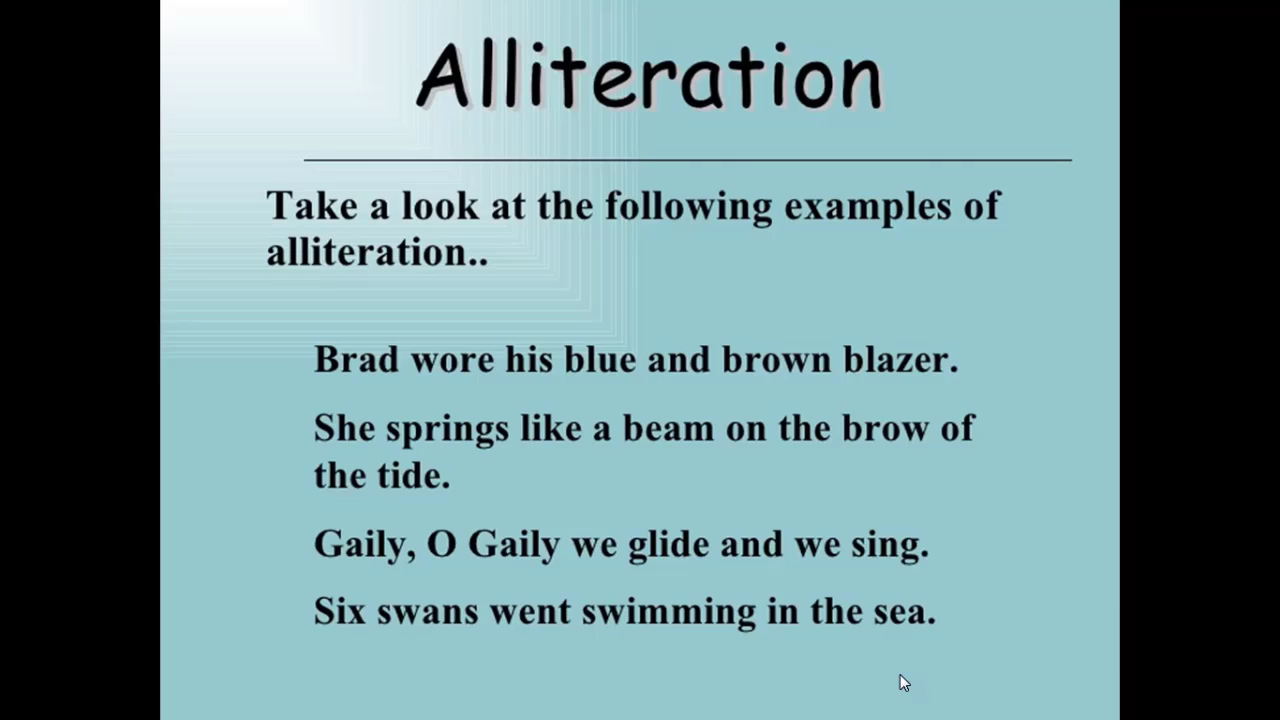 Alliteration
Take a look at the following examples of
alliteration..
Brad wore his blue and brown blazer.
She springs like a beam on the brow of
the tide.
Gaily, O Gaily we glide and we sing.
Six swans went swimming in the sea.